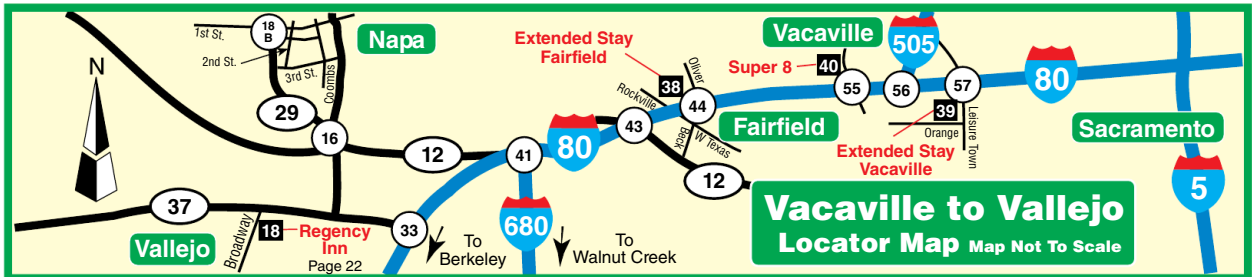 1st St.
18
B
2nd St.
3rd St.
Coombs
Napa
N
29
16
12
37
Vallejo
Broadway
18
Regency
Inn
Page 22
33
To
Berkeley
41
80
680
To
Walnut Creek
Extended Stay
Fairfield
38
Oliver
Rockville
43
44
Beck
W Texas
12
Fairfield
Vacaville
Super 8
40
505
55
56
57
80
39
Orange
Leisure Town
Extended Stay
Vacaville
Sacramento
5
Vacaville to Vallejo
Locator Map Map Not To Scale